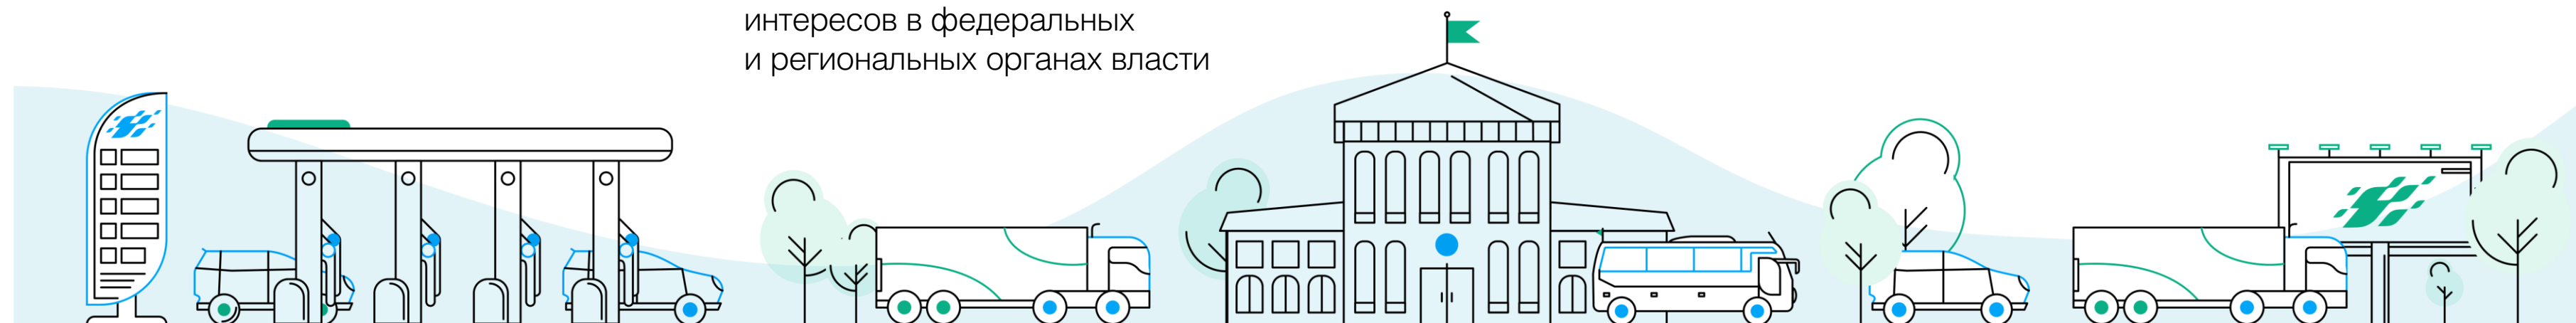 интересов в федеральных
и региональных органах власти